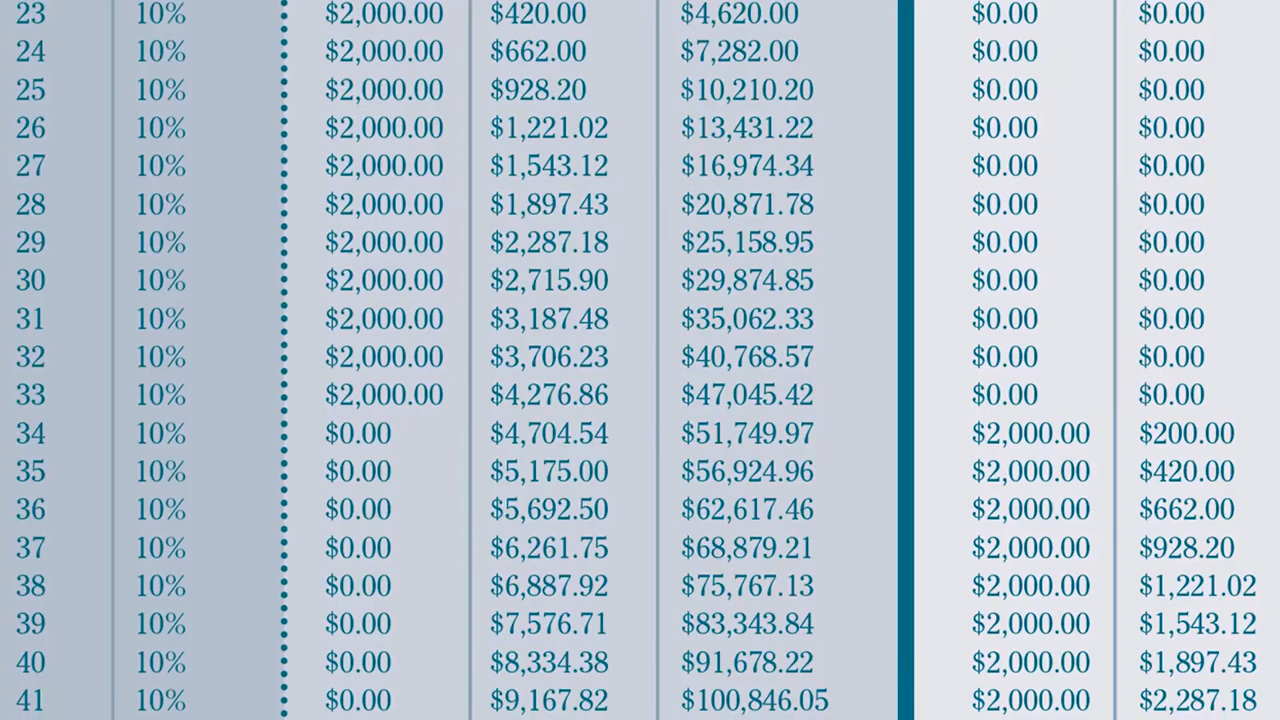 23 10% $2,000.00 $420.00 $4,620.00 $0.00 $0.00
24 10% $2,000.00 $662.00 $7,282.00 $0.00 $0.00
25 10% $2,000.00 $928.20 $10,210.20 $0.00 $0.00
26 10% $2,000.00 $1,221.02 $13,431.22 $0.00 $0.00
27 10% $2,000.00 $1,543.12 $16,974.34 $0.00 $0.00
28 10% $2,000.00 $1,897.43 $20,871.78 $0.00 $0.00
29 10% $2,000.00 $2,287.18 $25,158.95 $0.00 $0.00
30 10% $2,000.00 $2,715.90 $29,874.85 $0.00 $0.00
31 10% $2,000.00 $3,187.48 $35,062.33 $0.00 $0.00
32 10% $2,000.00 $3,706.23 $40,768.57 $0.00 $0.00
33 10% $2,000.00 $4,276.86 $47,045.42 $0.00 $0.00
34 10% $0.00 $4,704.54 $51,749.97 $2,000.00 $200.00
35 10% $0.00 $5,175.00 $56,924.96 $2,000.00 $420.00
36 10% $0.00 $5,692.50 $62,617.46 $2,000.00 $662.00
37 10% $0.00 $6,261.75 $68,879.21 $2,000.00 $928.20
38 10% $0.00 $6,887.92 $75,767.13 $2,000.00 $1,221.02
39 10% $0.00 $7,576.71 $83,343.84 $2,000.00 $1,543.12
40 10% $0.00 $8,334.38 $91,678.22 $2,000.00 $1,897.43
41 10% $0.00 $9,167.82 $100,846.05 $2,000.00 $2,287.18